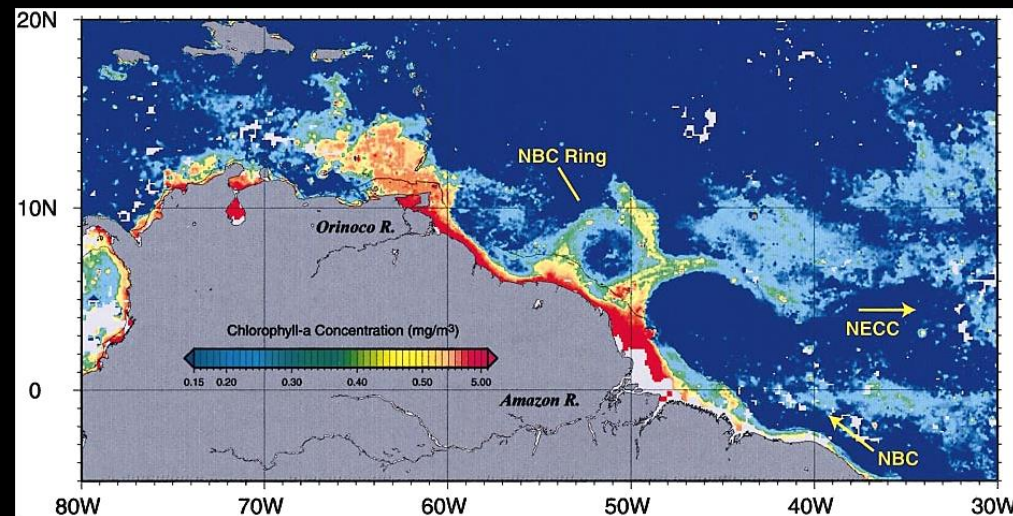 20N
NBC Ring
10N
Orinoco R.
Chlorophyll-a Concentration (mg/m³)
NECC
0.15 0.20 0.30 0.40 0.50 5.00
0
Amazon R.
NBC
80W 70W 60W 50W 40W 30W